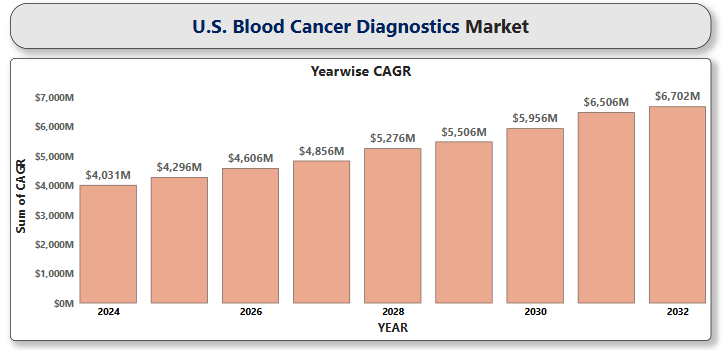 U.S. Blood Cancer Diagnostics Market
Yearwise CAGR
Sum of CAGR
$7,000M
$6,000M
$5,000M
$4,000M
$3,000M
$2,000M
$1,000M
$0M
$4,031M
$4,296M
$4,606M
$4,856M
$5,276M
$5,506M
$5,956M
$6,506M
$6,702M
2024
2026
2028
2030
2032
YEAR